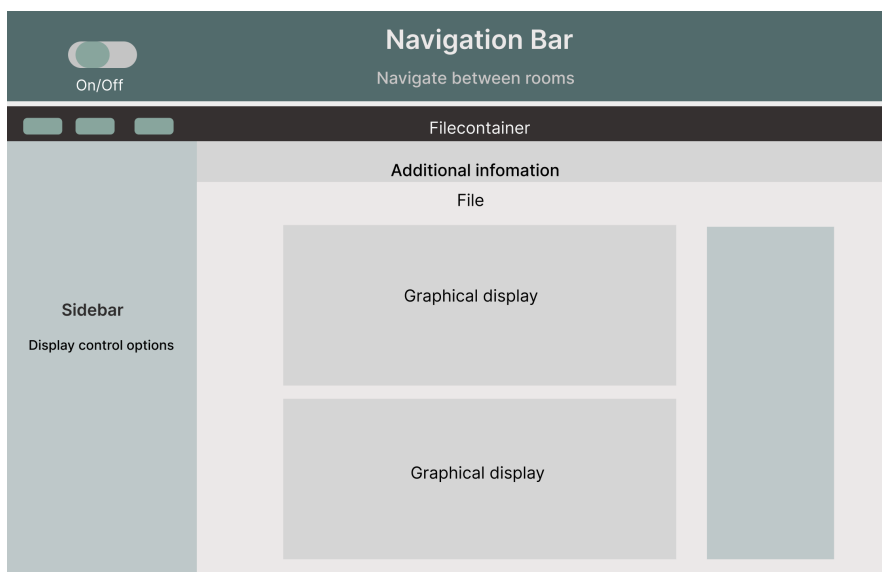 Navigation Bar
Navigate between rooms
On/Off
Filecontainer
Additional infomation
File
Graphical display
Sidebar
Display control options
Graphical display